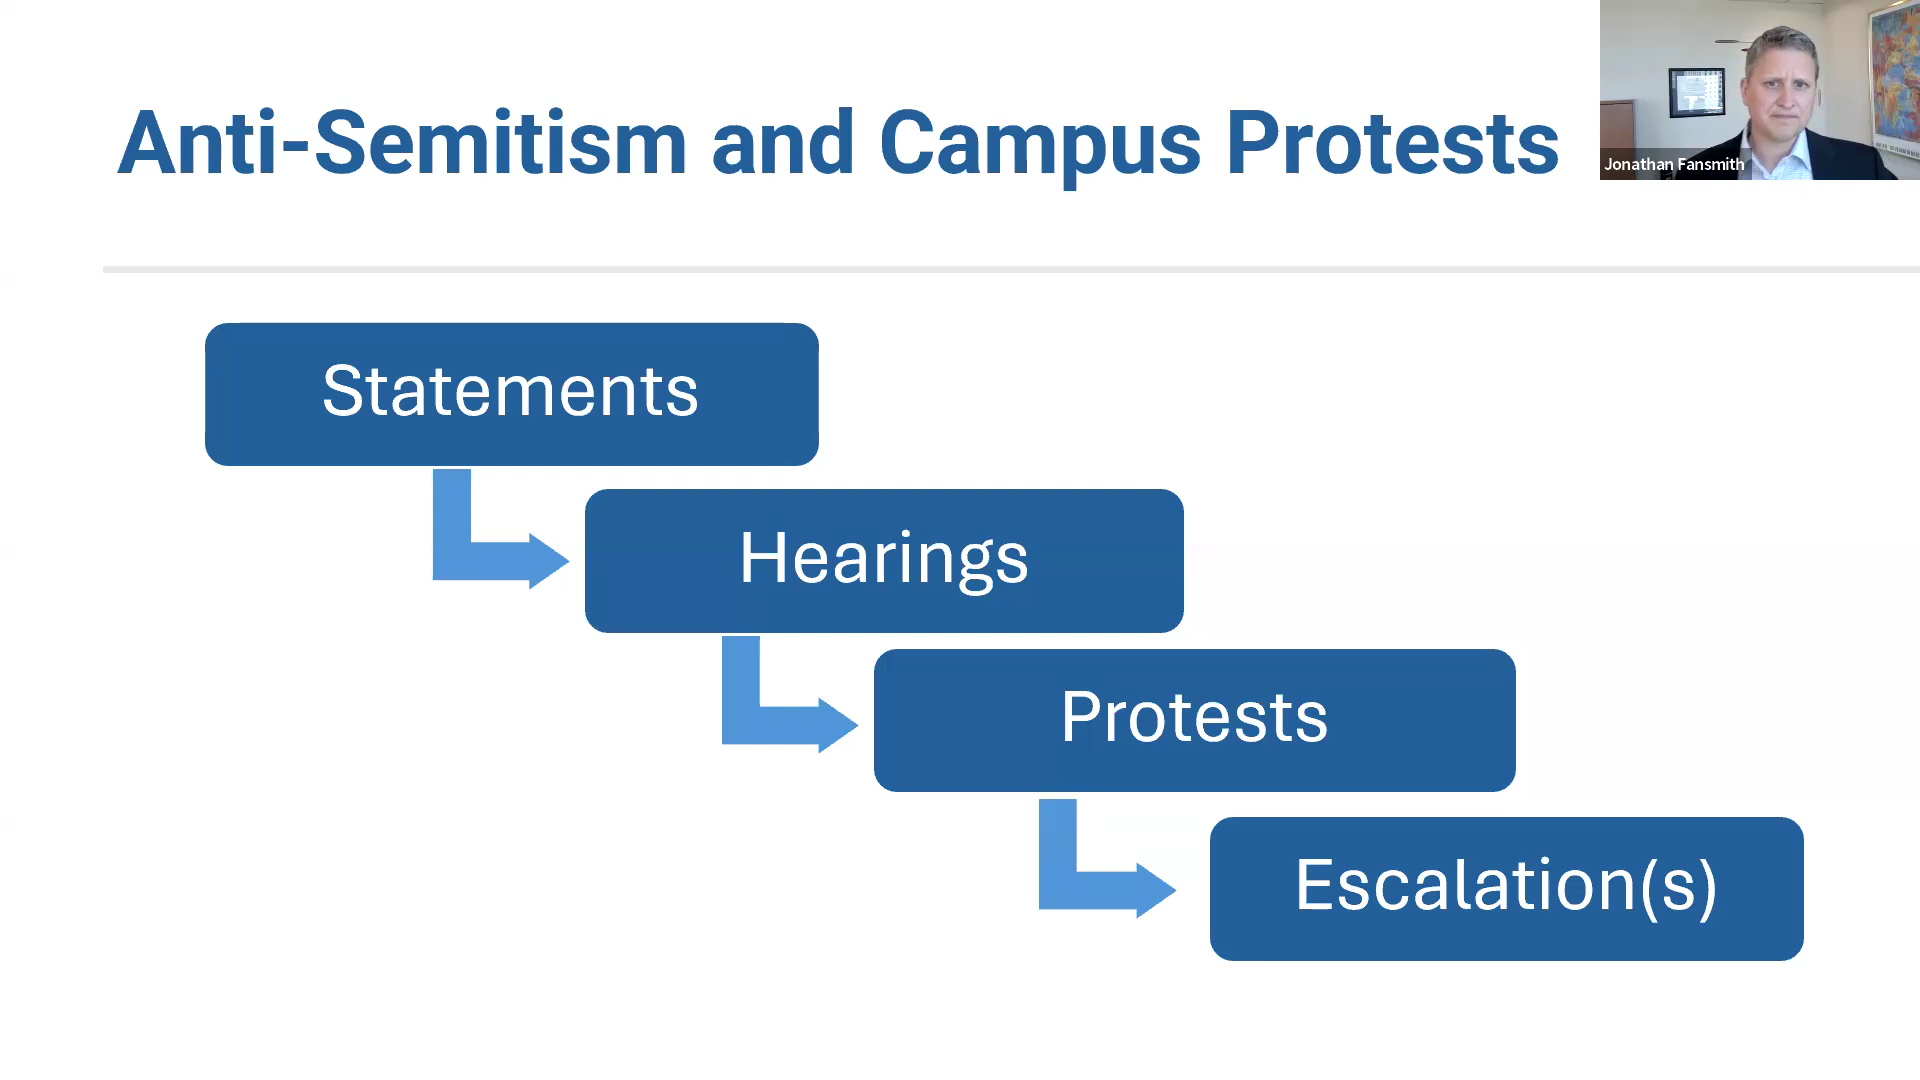 Anti-Semitism and Campus Protests
Jonathan Fansmith
Statements
Hearings
Protests
Escalation(s)